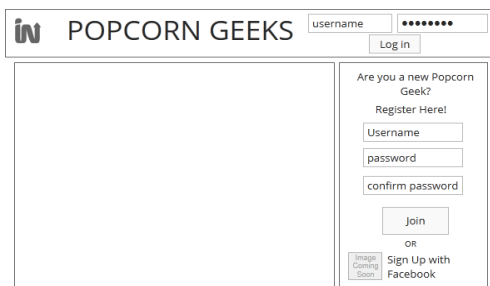 int POPCORN GEEKS
username
••••••••
Log in
Are you a new Popcorn
Geek?
Register Here!
Username
password
confirm password
Join
OR
Image
Coming
Soon
Sign Up with
Facebook